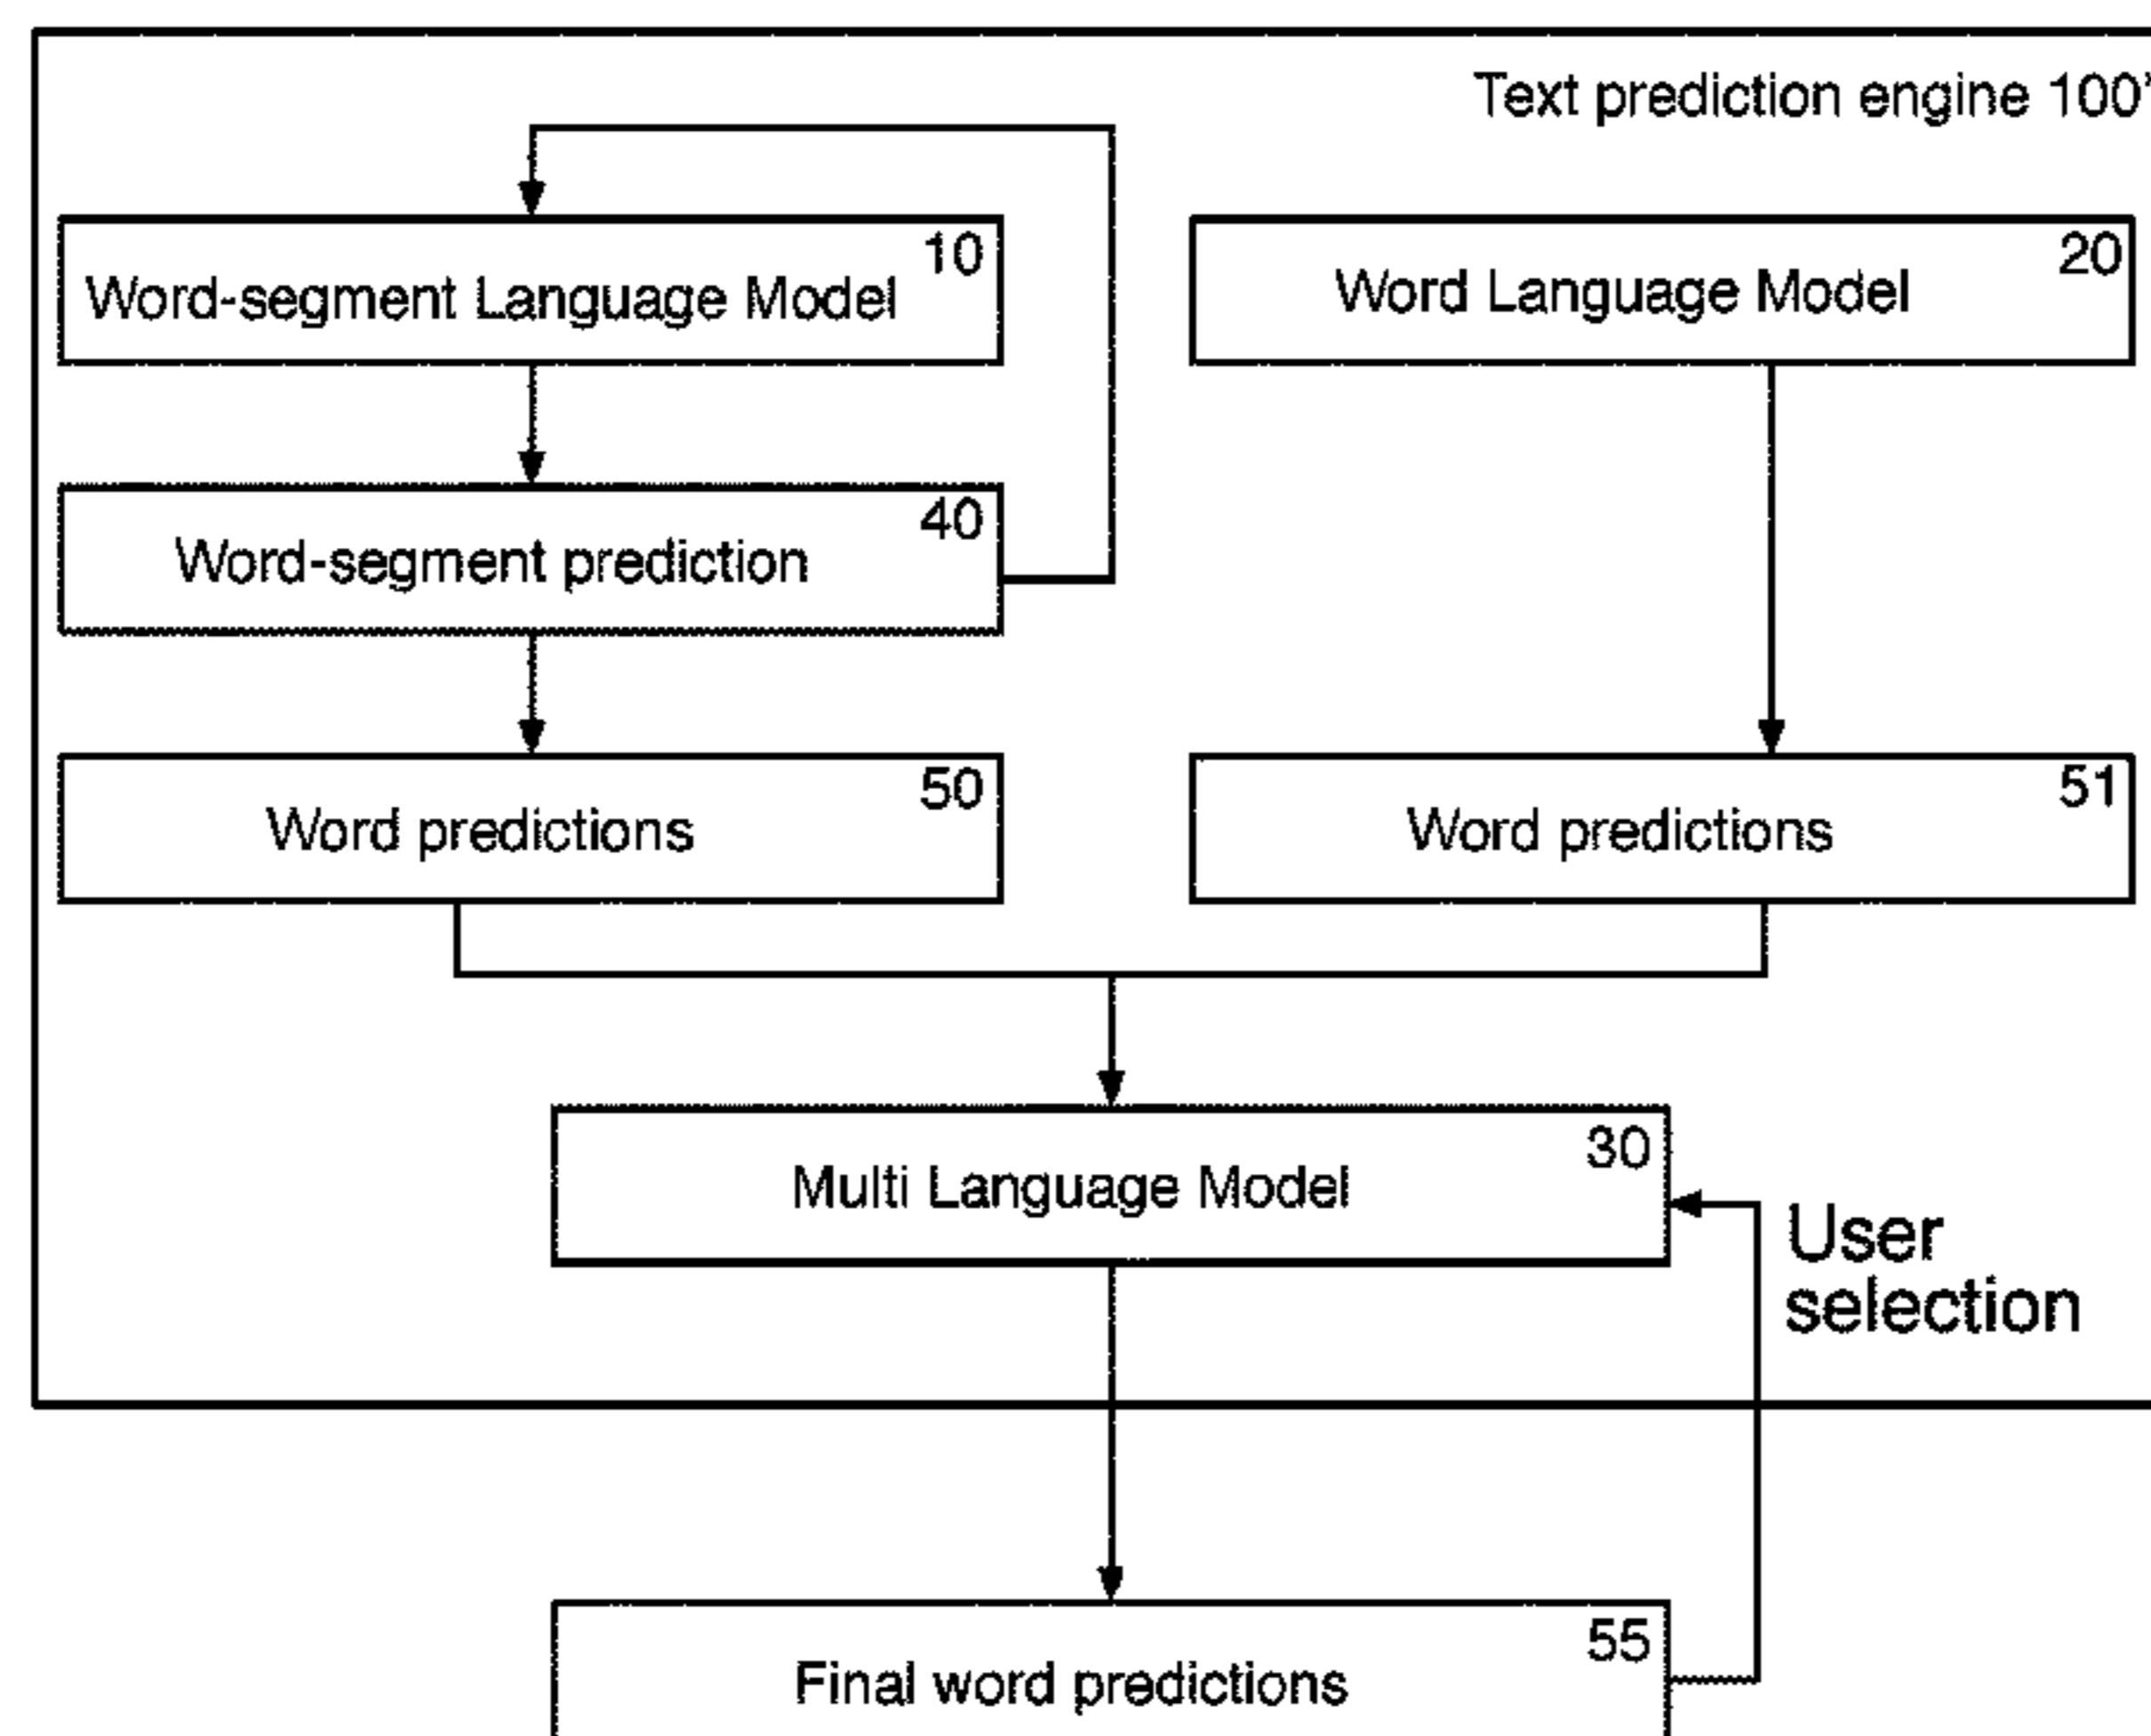 Text prediction engine 100'
10
Word-segment Language Model
20
Word Language Model
40
Word-segment prediction
50
Word predictions
51
Word predictions
30
Multi Language Model
User
selection
55
Final word predictions